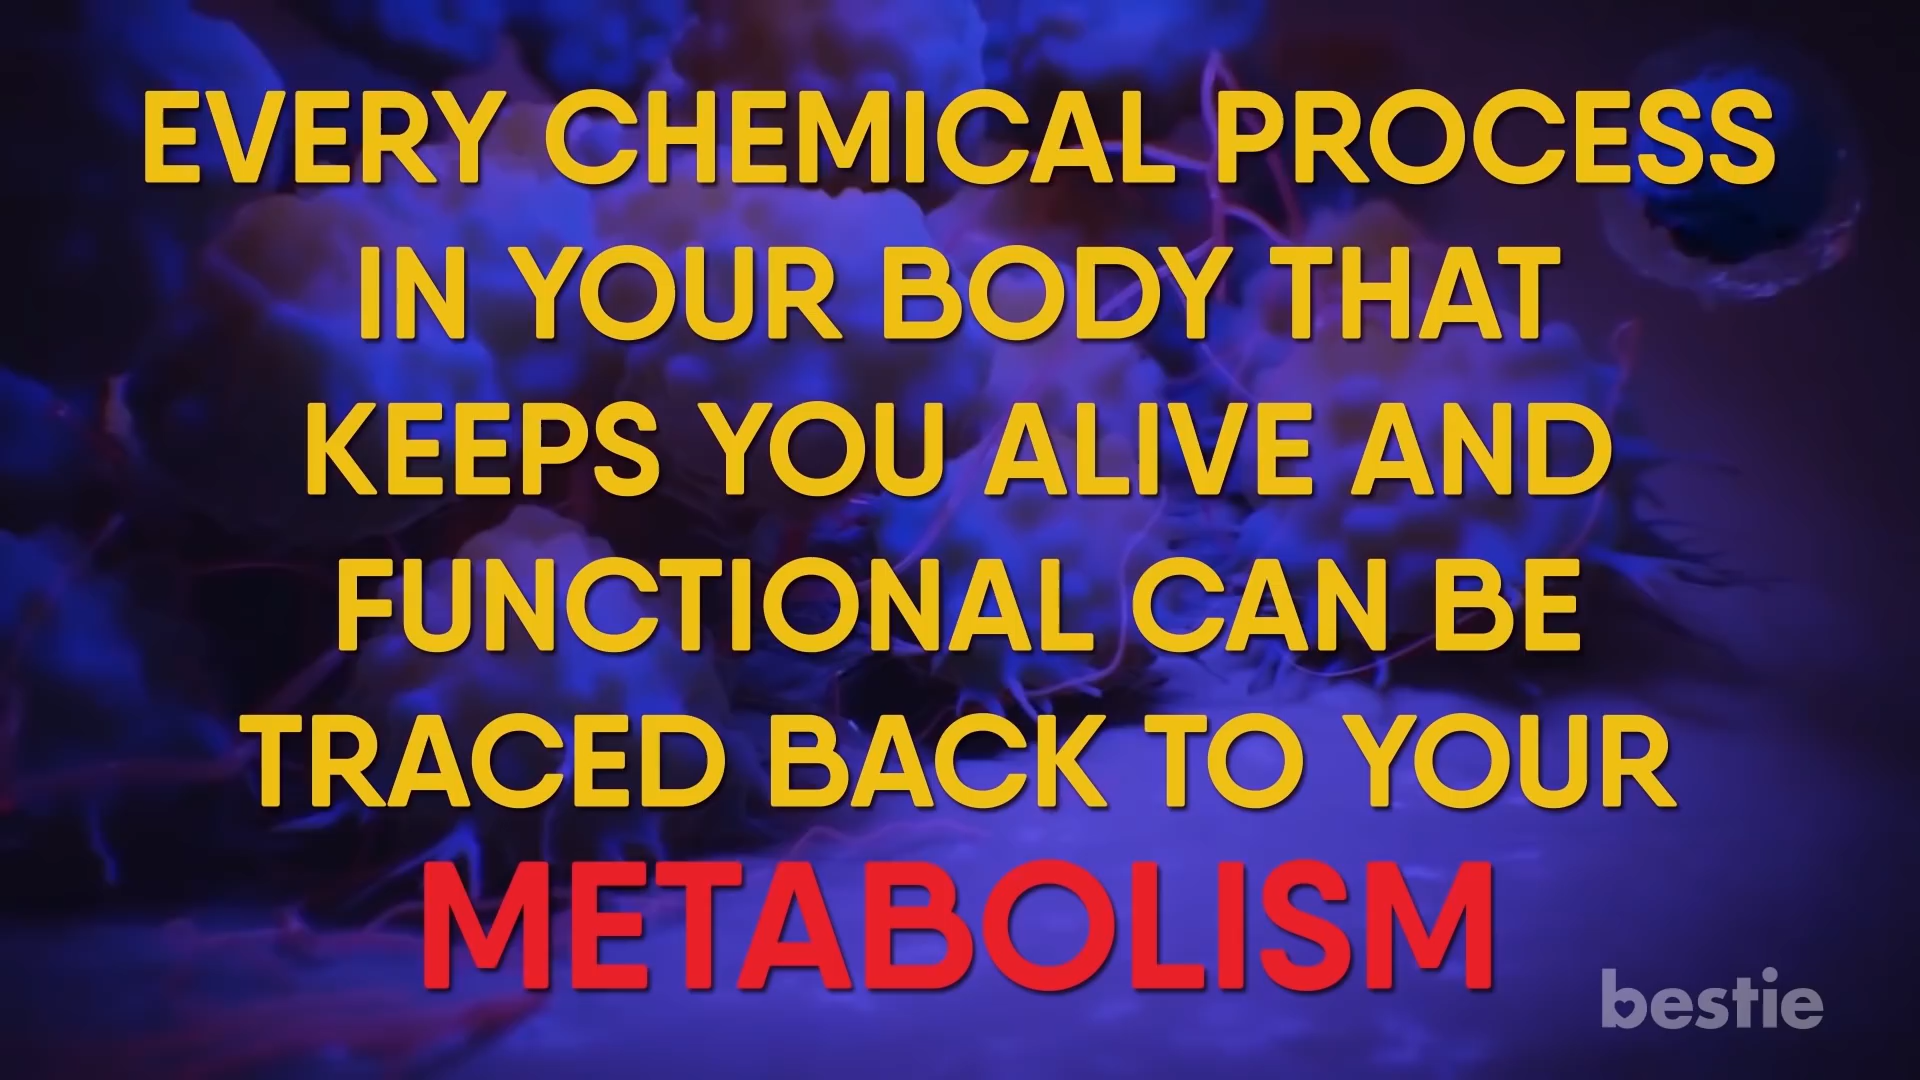 EVERY CHEMICAL PROCESS
IN YOUR BODY THAT
KEEPS YOU ALIVE AND
FUNCTIONAL CAN BE
TRACED BACK TO YOUR
METABOLISM
bestie